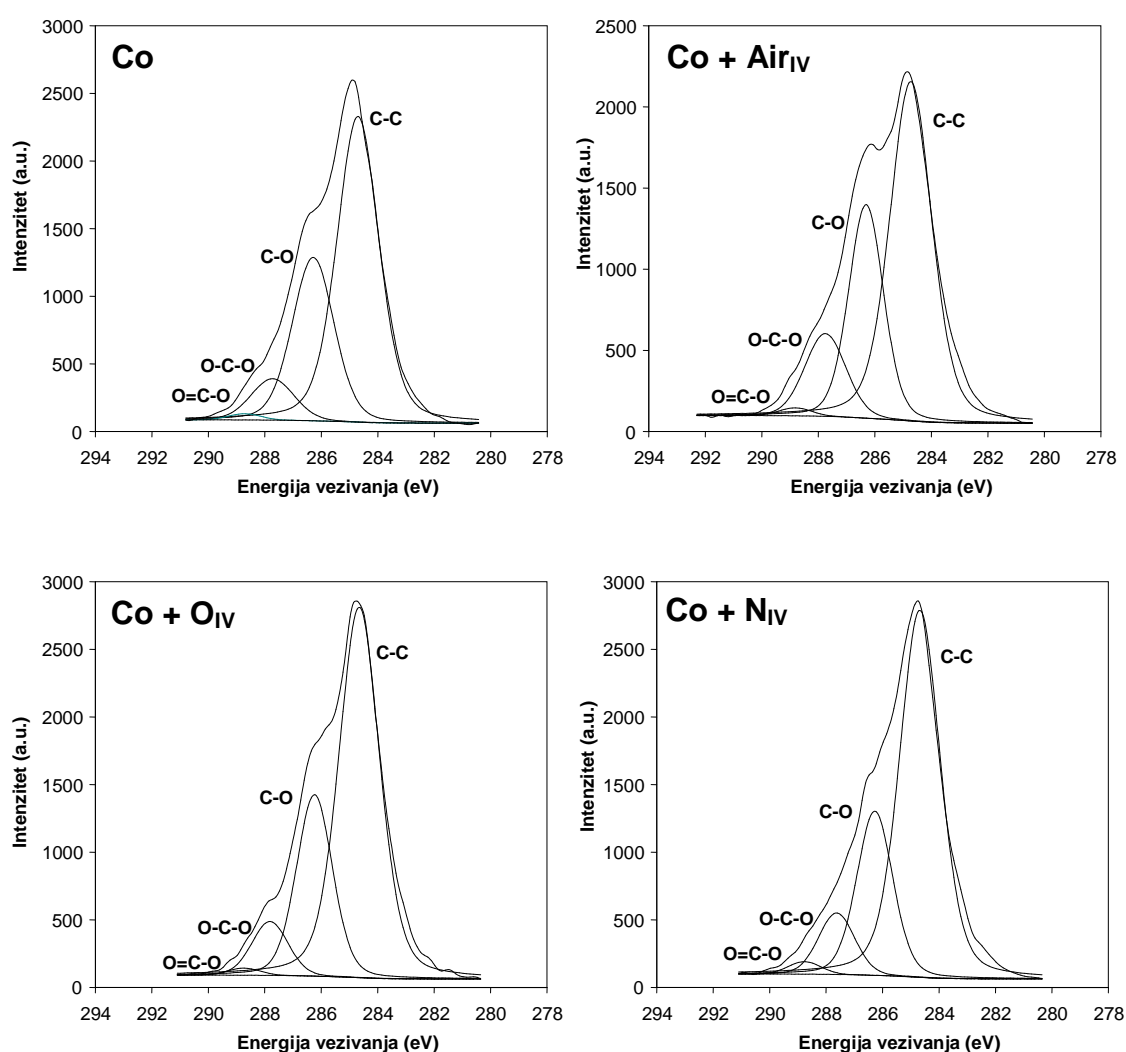 Co
3000
2500
2000
1500
1000
500
0
Intenzitet (a.u.)
C-C
C-O
O-C-O
O=C-O
294 292 290 288 286 284 282 280 278
Energija vezivanja (eV)
Co + AirIV
2500
2000
1500
1000
500
0
Intenzitet (a.u.)
C-C
C-O
O-C-O
O=C-O
294 292 290 288 286 284 282 280 278
Energija vezivanja (eV)
Co + OIV
3000
2500
2000
1500
1000
500
0
Intenzitet (a.u.)
C-C
C-O
O-C-O
O=C-O
294 292 290 288 286 284 282 280 278
Energija vezivanja (eV)
Co + NIV
3000
2500
2000
1500
1000
500
0
Intenzitet (a.u.)
C-C
C-O
O-C-O
O=C-O
294 292 290 288 286 284 282 280 278
Energija vezivanja (eV)